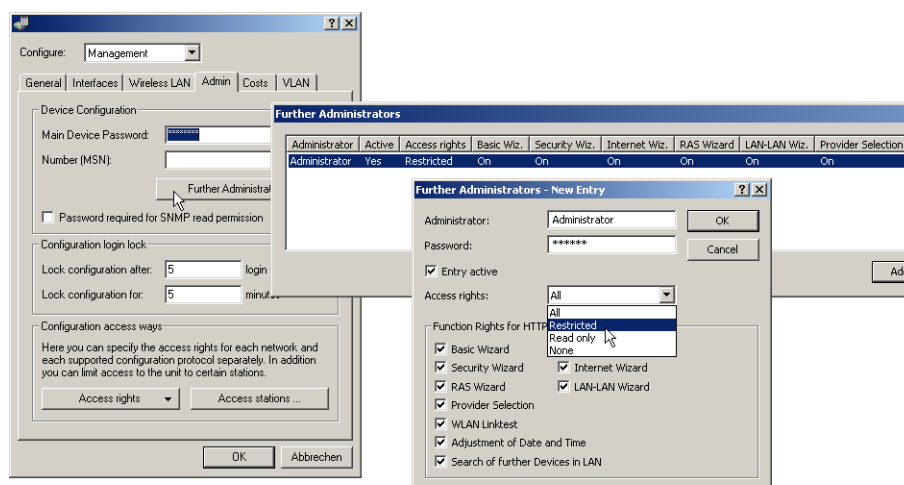 Configure: Management
General Interfaces Wireless LAN Admin Costs VLAN
Device Configuration
Main Device Password: ********
Number (MSN):
Further Administrat
Password required for SNMP read permission
Configuration login lock
Lock configuration after: 5 login
Lock configuration for: 5 minutes
Configuration access ways
Here you can specify the access rights for each network and
each supported configuration protocol separately. In addition
you can limit access to the unit to certain stations.
Access rights Access stations ...
OK Abbrechen
Further Administrators
Administrator Active Access rights Basic Wiz. Security Wiz. Internet Wiz. RAS Wizard LAN-LAN Wiz. Provider Selection
Administrator Yes Restricted On On On On On On
Ad
Further Administrators - New Entry
Administrator: Administrator OK
Password: ****** Cancel
Entry active
Access rights: All
All
Restricted
Read only
None
Function Rights for HTTP
Basic Wizard
Security Wizard Internet Wizard
RAS Wizard LAN-LAN Wizard
Provider Selection
WLAN Linktest
Adjustment of Date and Time
Search of further Devices in LAN